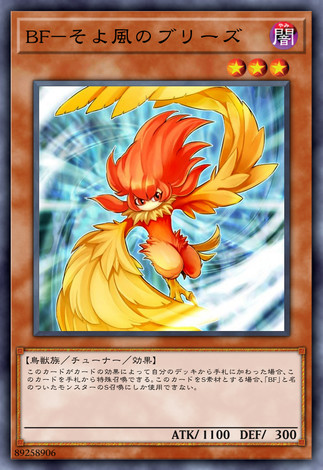 BF－そよ風のブリーズ
やみ
闇
【鳥獣族／チューナー／効果】
このカードがカードの効果によって自分のデッキから手札に加わった場合、こ
のカードを手札から特殊召喚できる。このカードをS素材とする場合、「BF」と名
のついたモンスターのS召喚にしか使用できない。
ATK/ 1100 DEF/ 300
89258906